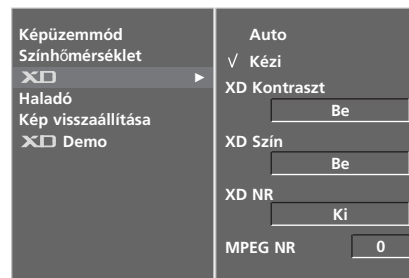 Képüzemmód
Színhőmérséklet
XD ►
Haladó
Kép visszaállítása
XD Demo
Auto
√ Kézi
XD Kontraszt
Be
XD Szín
Be
XD NR
Ki
MPEG NR 0